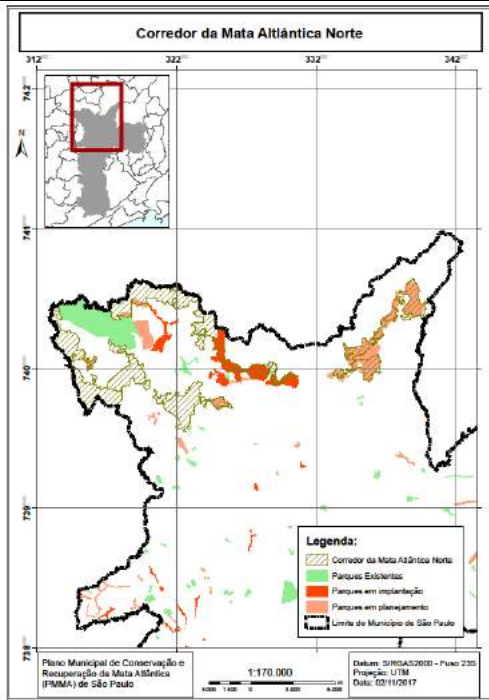 Corredor da Mata Altlântica Norte
312
322
332
342
742
N
741
740
739
738
Legenda:
Corredor da Mata Atlântica Norte
Parques Existentes
Parques em implantação
Parques em planejamento
Limite do Município de São Paulo
Plano Municipal de Conservação e
Recuperação da Mata Atlântica
(PMMA) de São Paulo
1:170.000
Datum: SIRGAS2000 - Fuso 23S
Projeção: UTM
Data: 02/11/2017